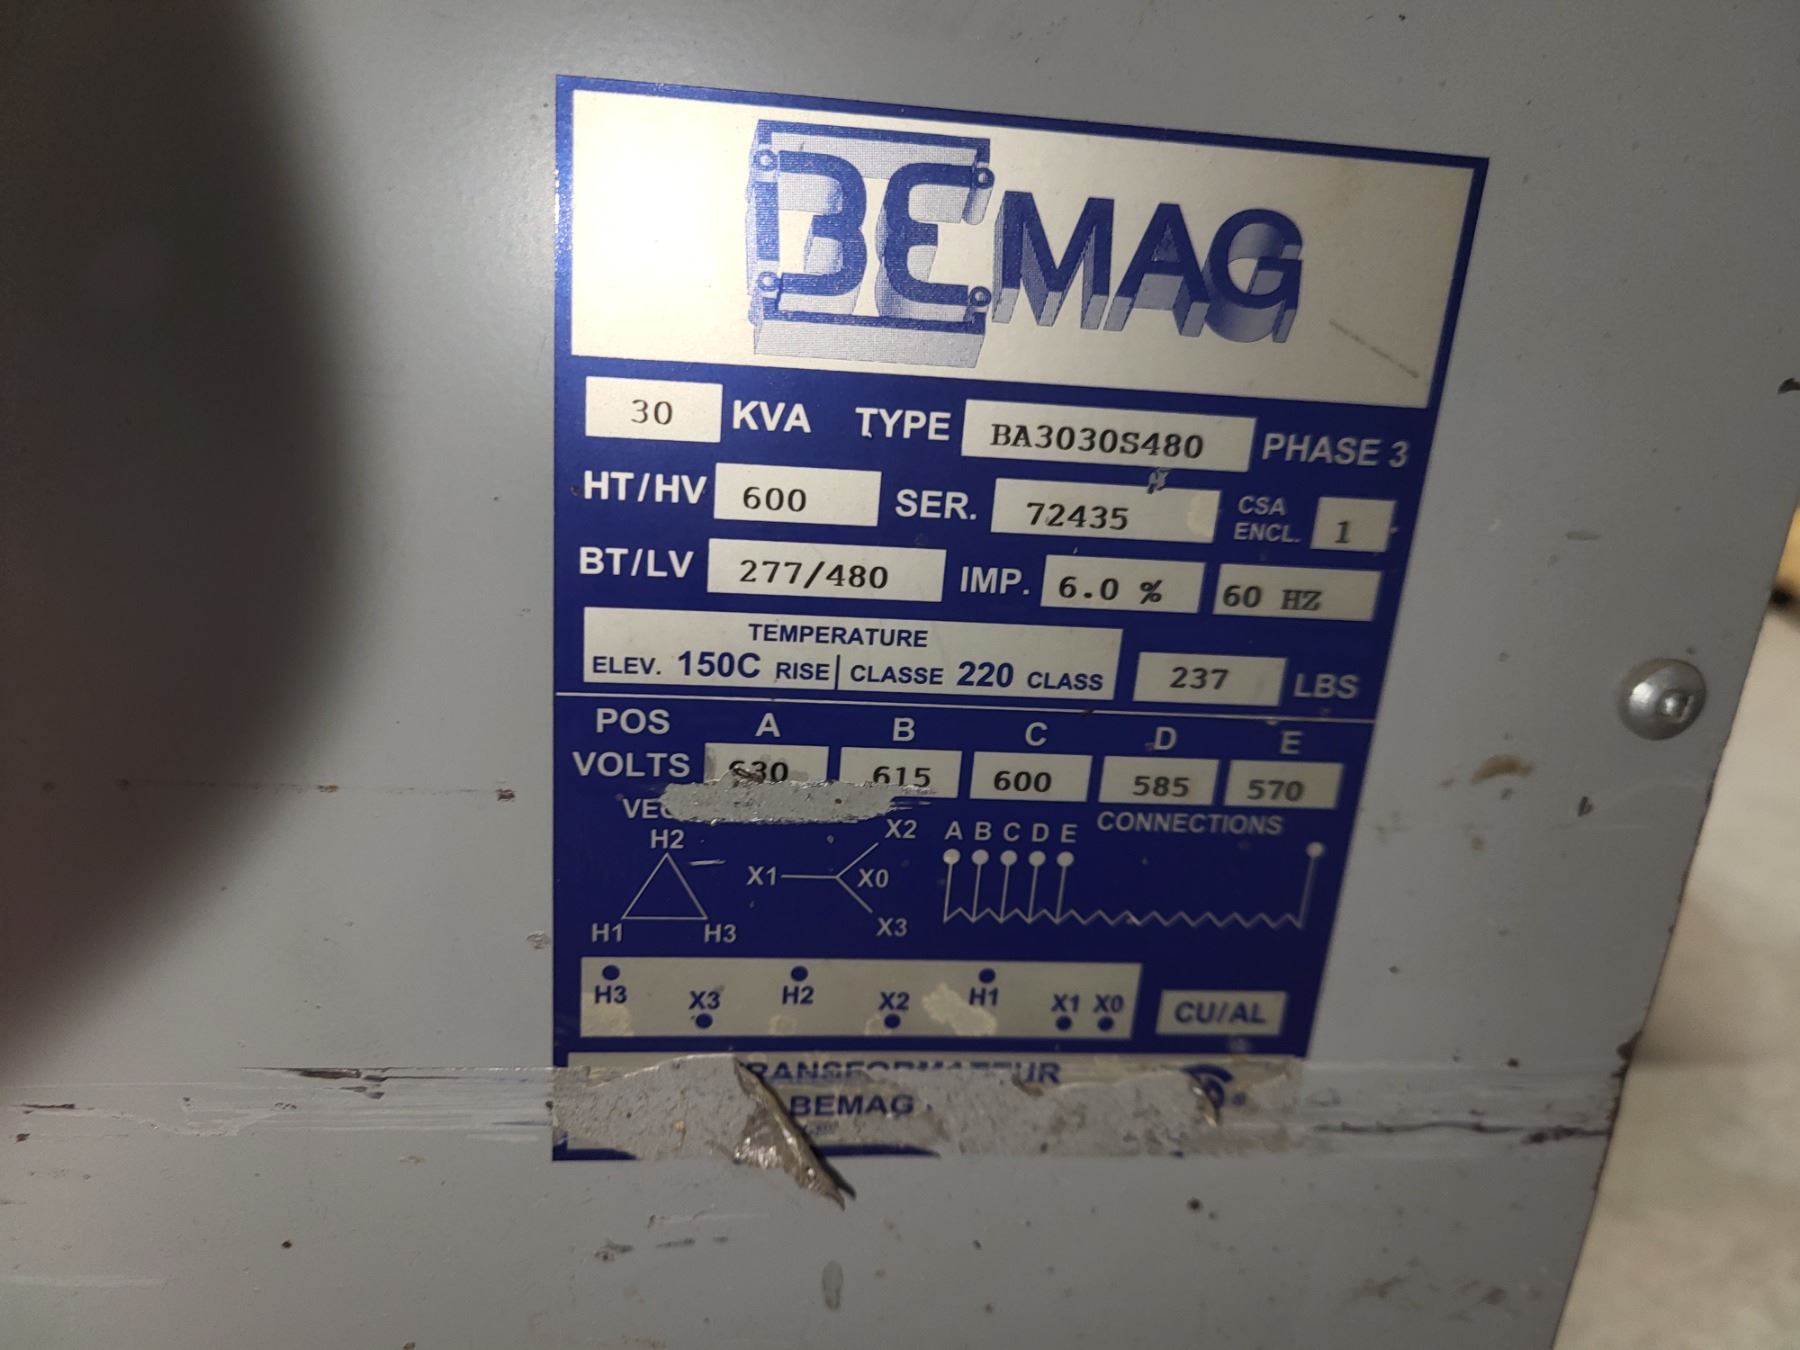 BEMAG
30 KVA TYPE BA3030S480 PHASE 3
HT/HV 600 SER. 72435 CSA ENCL. 1
BT/LV 277/480 IMP. 6.0 % 60 HZ
TEMPERATURE
ELEV. 150C RISE CLASSE 220 CLASS 237 LBS
POS A B C D E
VOLTS 630 615 600 585 570
CONNECTIONS
H2 X2 A B C D E
X1 X0
H1 H3 X3
H3 X3 H2 X2 H1 X1 X0 CU/AL
BEMAG